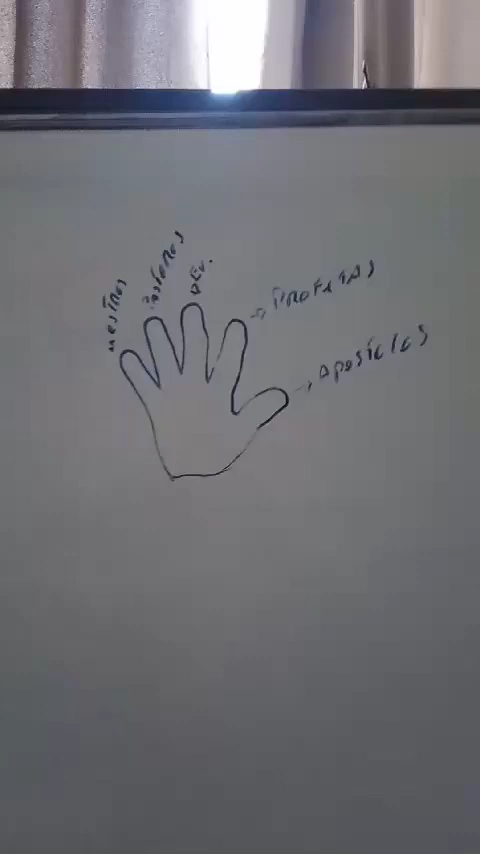 mestres
Pastores
Ev.
→ Profetas
→ Apostolos